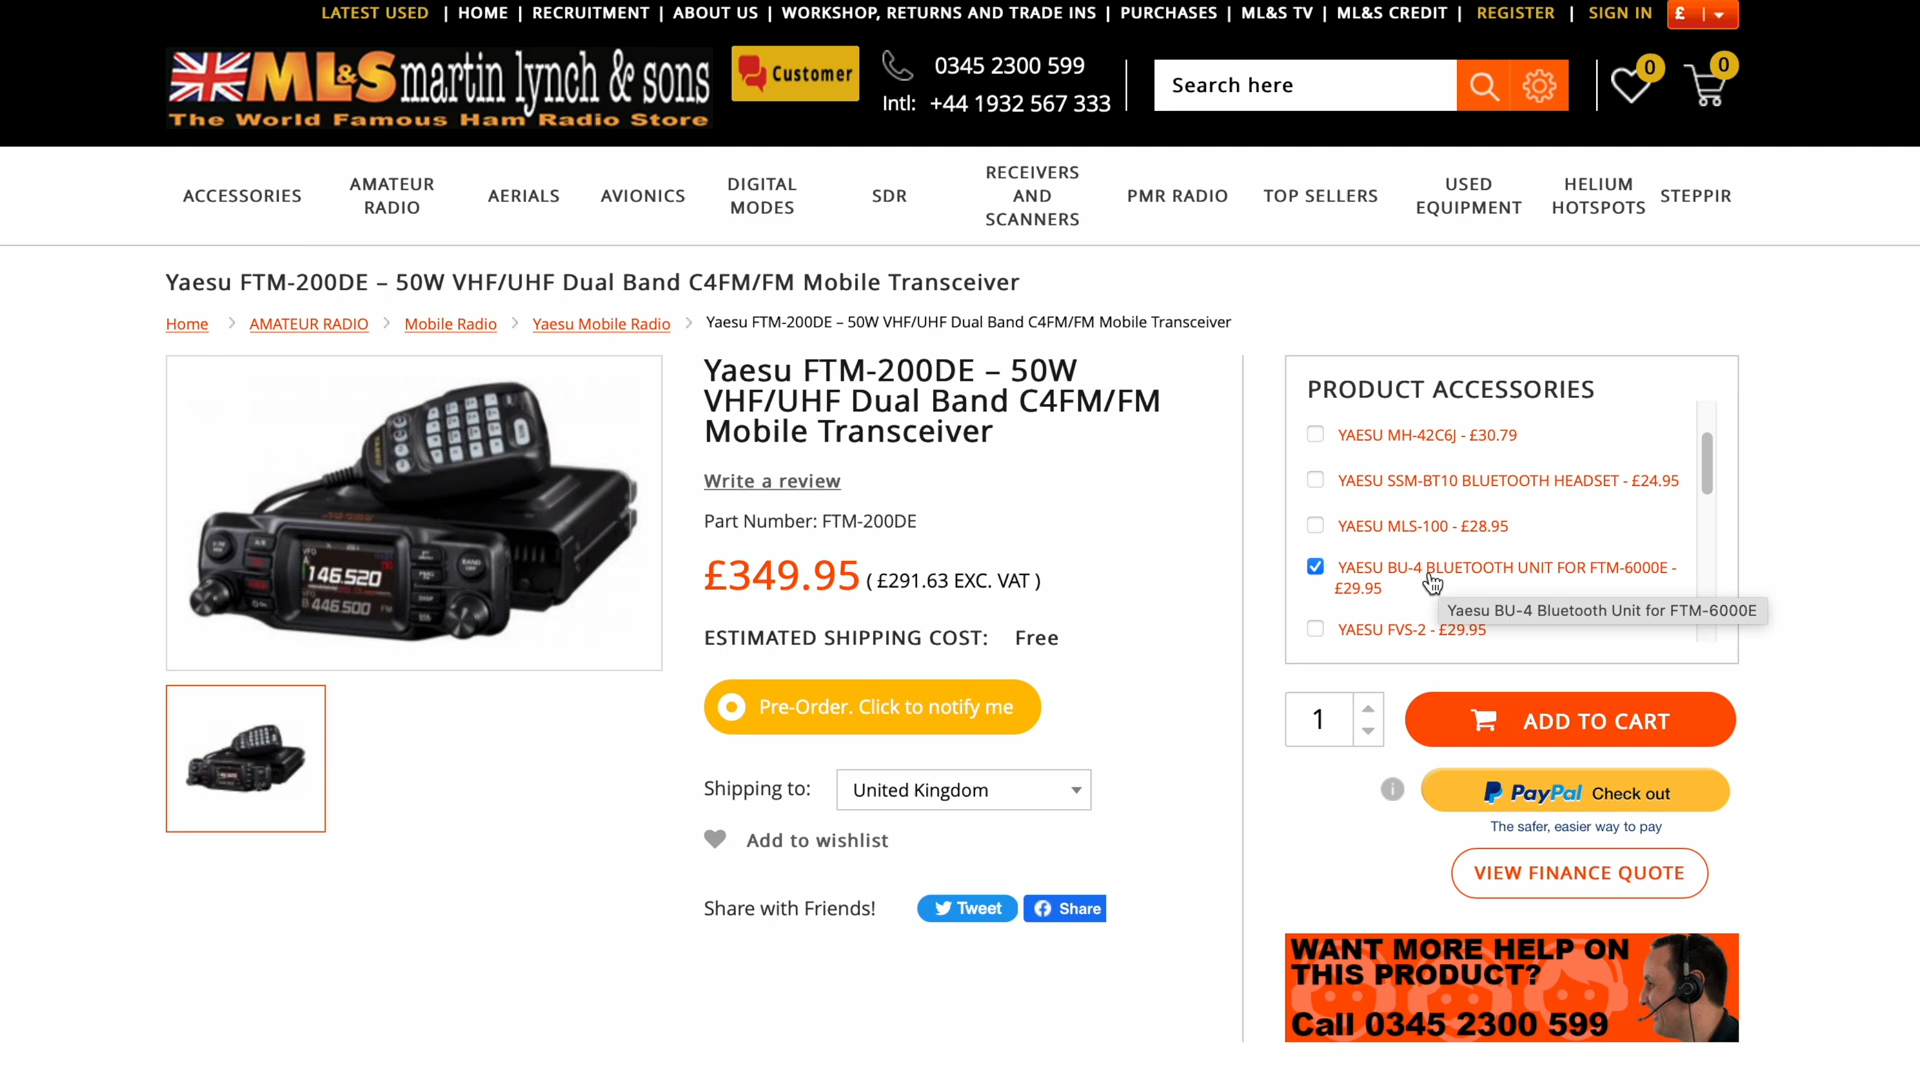 LATEST USED | HOME | RECRUITMENT | ABOUT US | WORKSHOP, RETURNS AND TRADE INS | PURCHASES | ML&S TV | ML&S CREDIT | REGISTER | SIGN IN £
ML&S martin lynch & sons
The World Famous Ham Radio Store
Customer
0345 2300 599
Intl: +44 1932 567 333
Search here
0
0
ACCESSORIES
AMATEUR
RADIO
AERIALS
AVIONICS
DIGITAL
MODES
SDR
RECEIVERS
AND
SCANNERS
PMR RADIO
TOP SELLERS
USED
EQUIPMENT
HELIUM
HOTSPOTS
STEPPIR
Yaesu FTM-200DE – 50W VHF/UHF Dual Band C4FM/FM Mobile Transceiver
Home > AMATEUR RADIO > Mobile Radio > Yaesu Mobile Radio > Yaesu FTM-200DE – 50W VHF/UHF Dual Band C4FM/FM Mobile Transceiver
YAESU
VFO
A
146.520
VFO
B 446.500 FM
BAND
Yaesu FTM-200DE – 50W
VHF/UHF Dual Band C4FM/FM
Mobile Transceiver
Write a review
Part Number: FTM-200DE
£349.95 ( £291.63 EXC. VAT )
ESTIMATED SHIPPING COST: Free
Pre-Order. Click to notify me
Shipping to: United Kingdom
Add to wishlist
Share with Friends! Tweet Share
PRODUCT ACCESSORIES
YAESU MH-42C6J - £30.79
YAESU SSM-BT10 BLUETOOTH HEADSET - £24.95
YAESU MLS-100 - £28.95
YAESU BU-4 BLUETOOTH UNIT FOR FTM-6000E -
£29.95
Yaesu BU-4 Bluetooth Unit for FTM-6000E
YAESU FVS-2 - £29.95
1
ADD TO CART
i
PayPal Check out
The safer, easier way to pay
VIEW FINANCE QUOTE
WANT MORE HELP ON
THIS PRODUCT?
Call 0345 2300 599